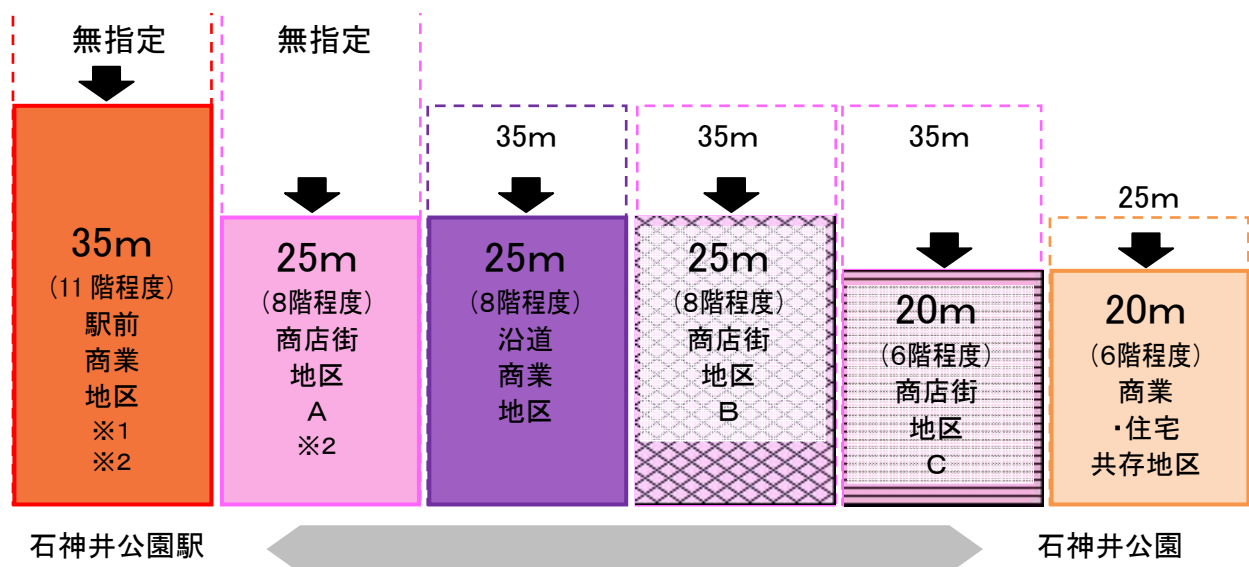 無指定
無指定
35m
35m
35m
25m
35m
(11階程度)
駅前
商業
地区
※1
※2
25m
(8階程度)
商店街
地区
A
※2
25m
(8階程度)
沿道
商業
地区
25m
(8階程度)
商店街
地区
B
20m
(6階程度)
商店街
地区
C
20m
(6階程度)
商業
・住宅
共存地区
石神井公園駅
石神井公園